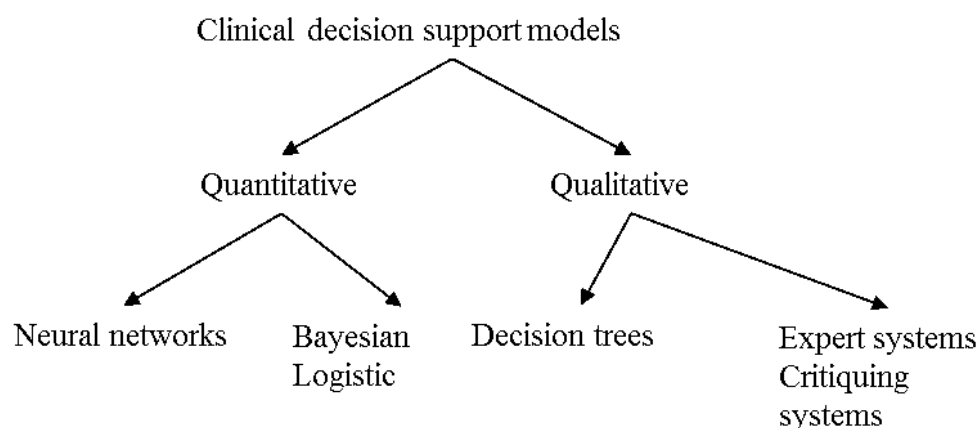 Clinical decision support models
Quantitative
Qualitative
Neural networks
Bayesian
Logistic
Decision trees
Expert systems
Critiquing
systems